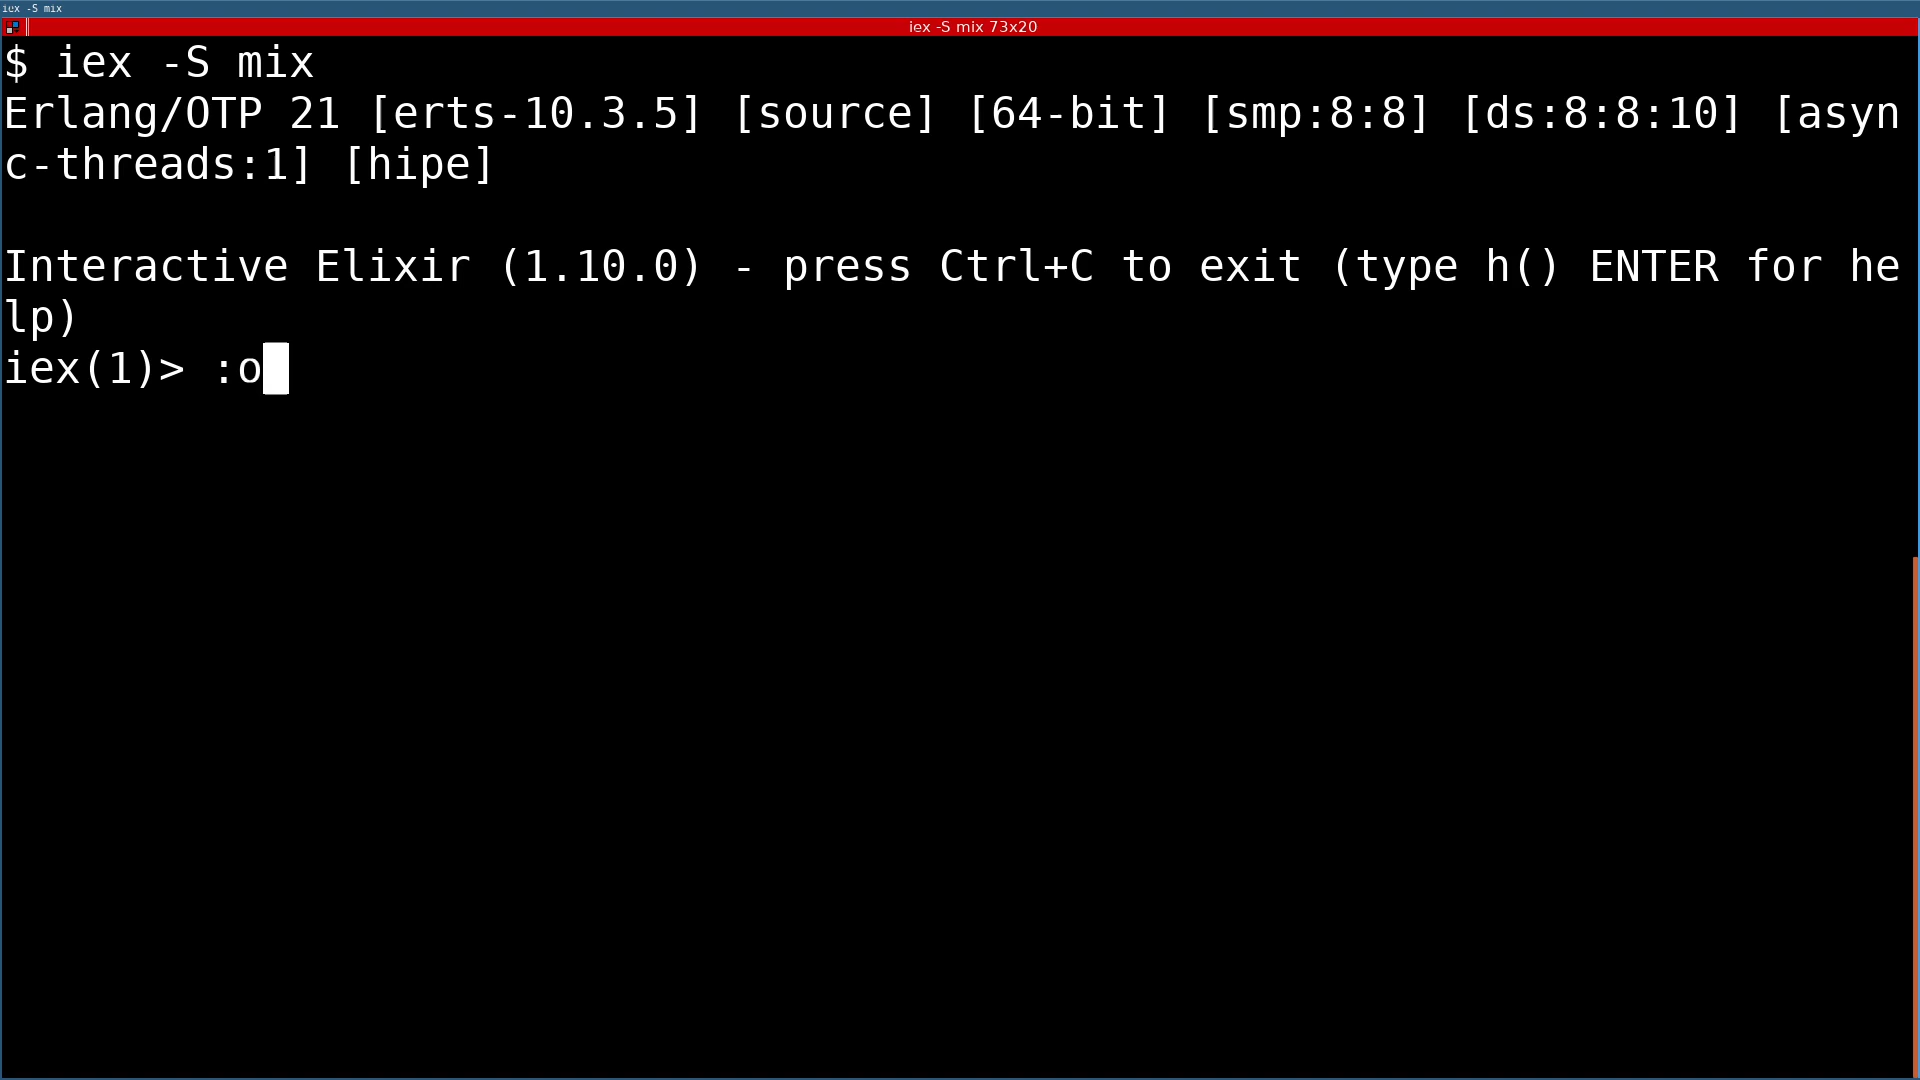 iex -S mix
iex -S mix 73x20
$ iex -S mix
Erlang/OTP 21 [erts-10.3.5] [source] [64-bit] [smp:8:8] [ds:8:8:10] [asyn
c-threads:1] [hipe]
Interactive Elixir (1.10.0) - press Ctrl+C to exit (type h() ENTER for he
lp)
iex(1)> :o